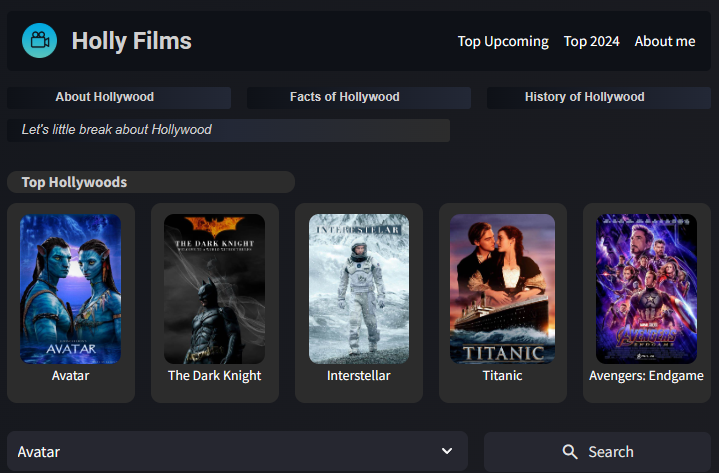 Holly Films
Top Upcoming Top 2024 About me
About Hollywood Facts of Hollywood History of Hollywood
Let's little break about Hollywood
Top Hollywoods
THE DARK KNIGHT
INTERSTELLAR
AVATAR
TITANIC
AVENGERS
ENDGAME
Avatar The Dark Knight Interstellar Titanic Avengers: Endgame
Avatar Search